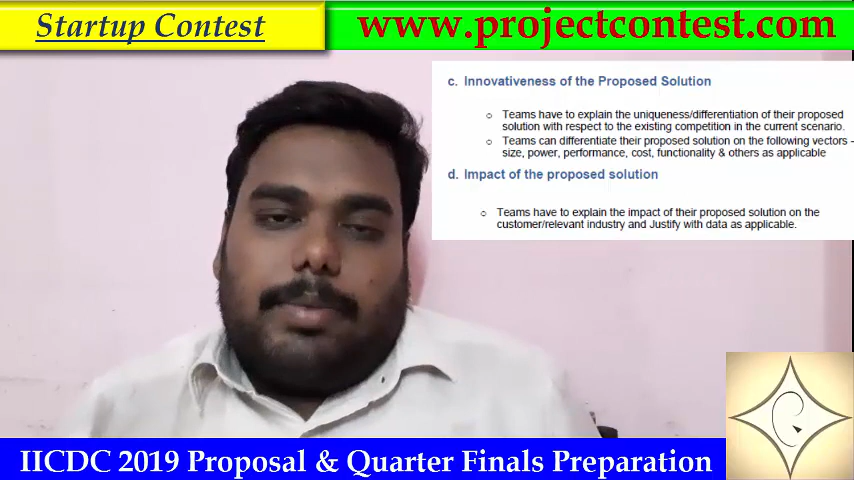 Startup Contest
www.projectcontest.com
c. Innovativeness of the Proposed Solution
o Teams have to explain the uniqueness/differentiation of their proposed
solution with respect to the existing competition in the current scenario.
o Teams can differentiate their proposed solution on the following vectors -
size, power, performance, cost, functionality & others as applicable
d. Impact of the proposed solution
o Teams have to explain the impact of their proposed solution on the
customer/relevant industry and Justify with data as applicable.
IICDC 2019 Proposal & Quarter Finals Preparation